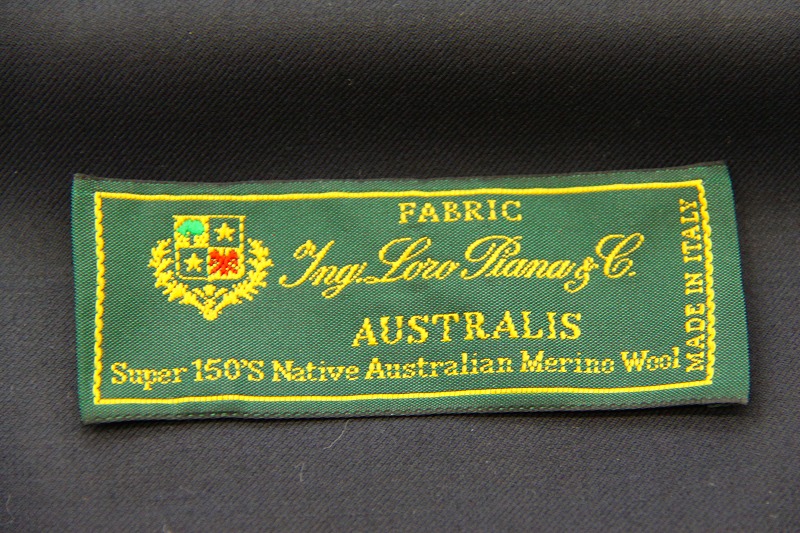 FABRIC
Ing. Loro Piana & C.
AUSTRALIS
Super 150'S Native Australian Merino Wool
MADE IN ITALY